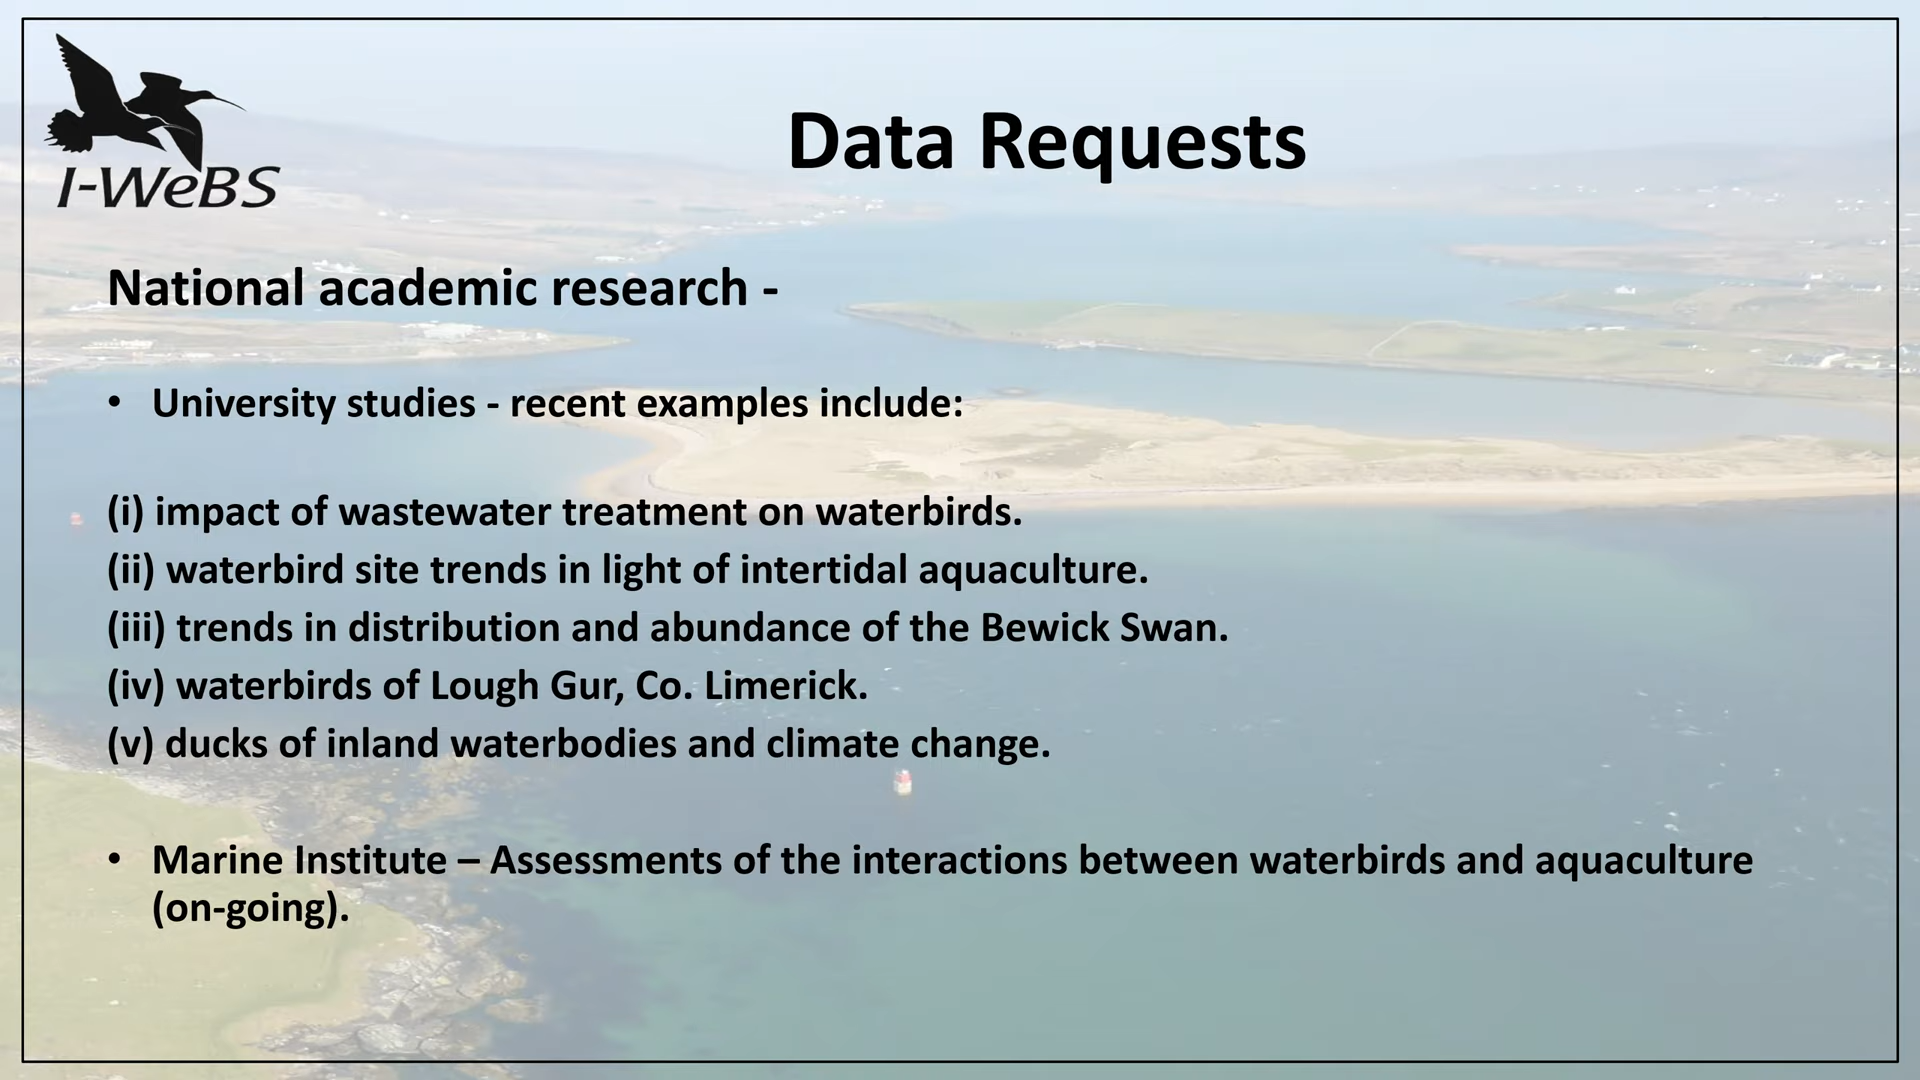 I-WeBS
Data Requests
National academic research -
• University studies - recent examples include:
(i) impact of wastewater treatment on waterbirds.
(ii) waterbird site trends in light of intertidal aquaculture.
(iii) trends in distribution and abundance of the Bewick Swan.
(iv) waterbirds of Lough Gur, Co. Limerick.
(v) ducks of inland waterbodies and climate change.
• Marine Institute – Assessments of the interactions between waterbirds and aquaculture
(on-going).